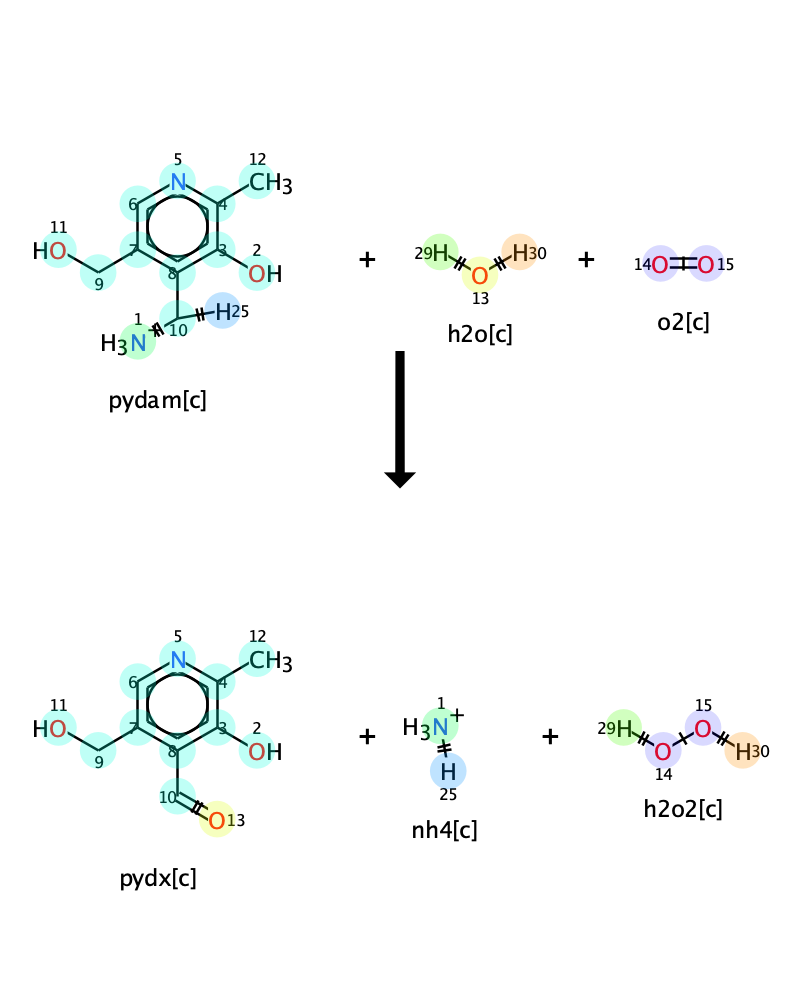 5
12
N
CH3
6
4
11
HO
7
3
2
OH
8
9
1
H3N
+
10
H25
pydam[c]
+
29H
H30
O
13
h2o[c]
+
14O
O15
o2[c]
5
12
N
CH3
6
4
11
HO
7
3
2
OH
8
9
10
O13
pydx[c]
+
1
H3N+
H
25
nh4[c]
+
15
29H
O
O
H30
14
h2o2[c]